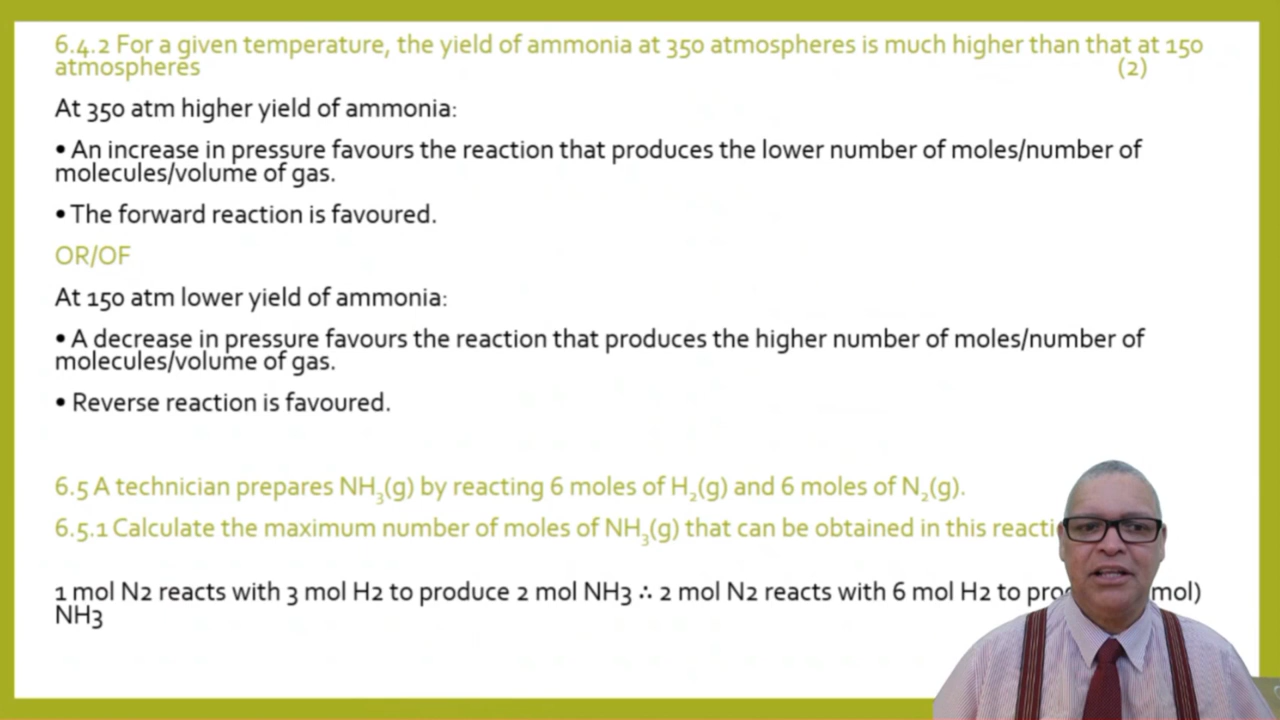 6.4.2 For a given temperature, the yield of ammonia at 350 atmospheres is much higher than that at 150
atmospheres (2)
At 350 atm higher yield of ammonia:
• An increase in pressure favours the reaction that produces the lower number of moles/number of
molecules/volume of gas.
• The forward reaction is favoured.
OR/OF
At 150 atm lower yield of ammonia:
• A decrease in pressure favours the reaction that produces the higher number of moles/number of
molecules/volume of gas.
• Reverse reaction is favoured.
6.5 A technician prepares NH₃(g) by reacting 6 moles of H₂(g) and 6 moles of N₂(g).
6.5.1 Calculate the maximum number of moles of NH₃(g) that can be obtained in this
1 mol N2 reacts with 3 mol H2 to produce 2 mol NH3 ∴ 2 mol N2 reacts with 6 mol H2 to mol)
NH3